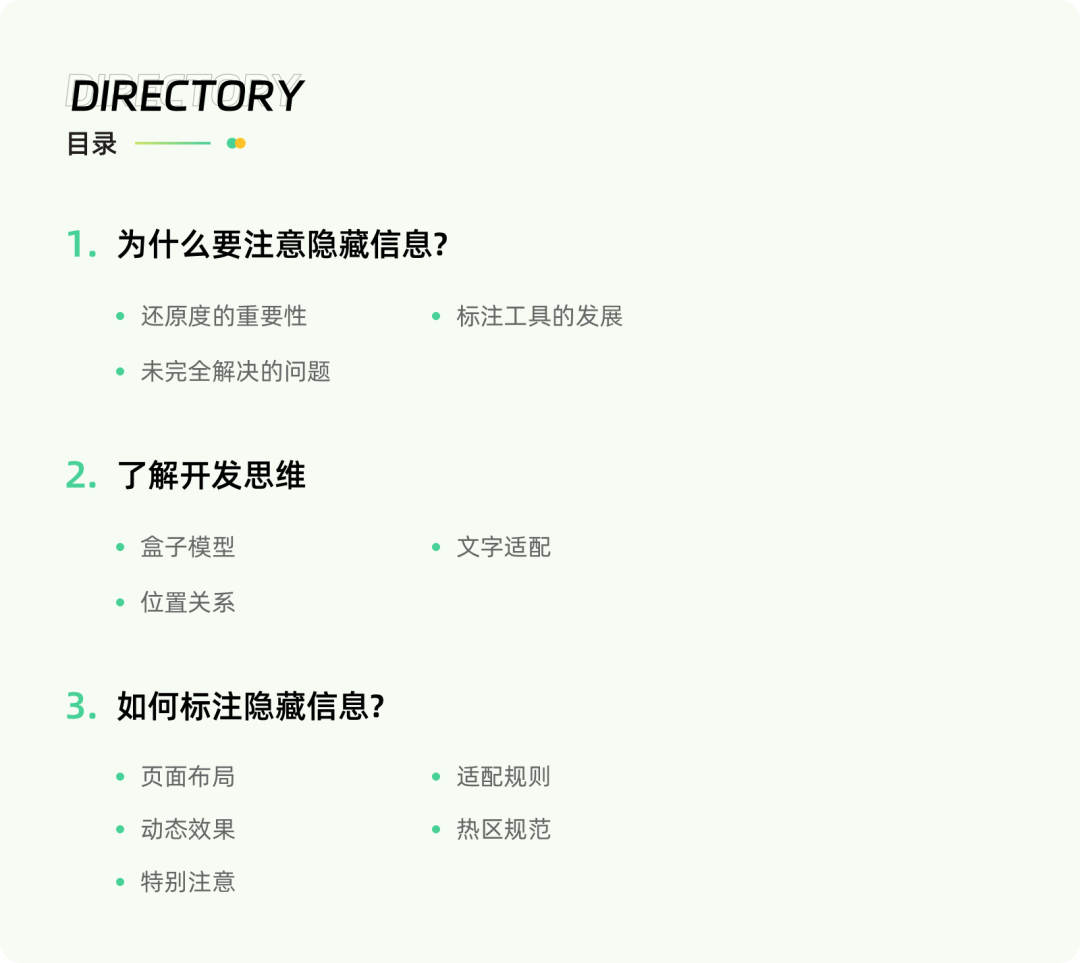 DIRECTORY
目录
1. 为什么要注意隐藏信息?
还原度的重要性
标注工具的发展
未完全解决的问题
2. 了解开发思维
盒子模型
文字适配
位置关系
3. 如何标注隐藏信息?
页面布局
适配规则
动态效果
热区规范
特别注意